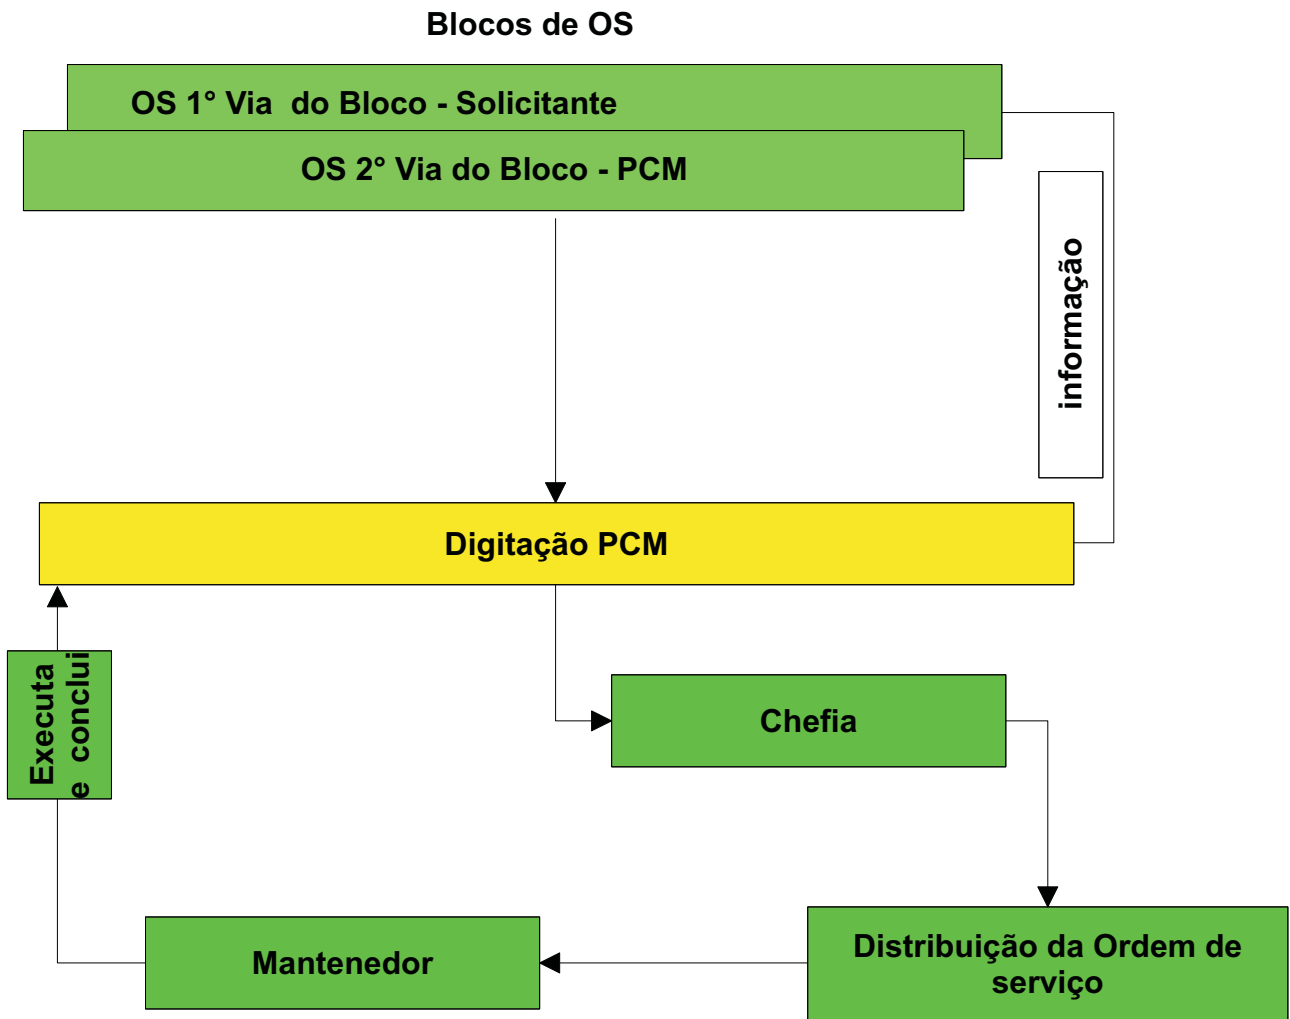 Blocos de OS
OS 1° Via do Bloco - Solicitante
OS 2° Via do Bloco - PCM
informação
Digitação PCM
Executa
e conclui
Chefia
Mantenedor
Distribuição da Ordem de
serviço